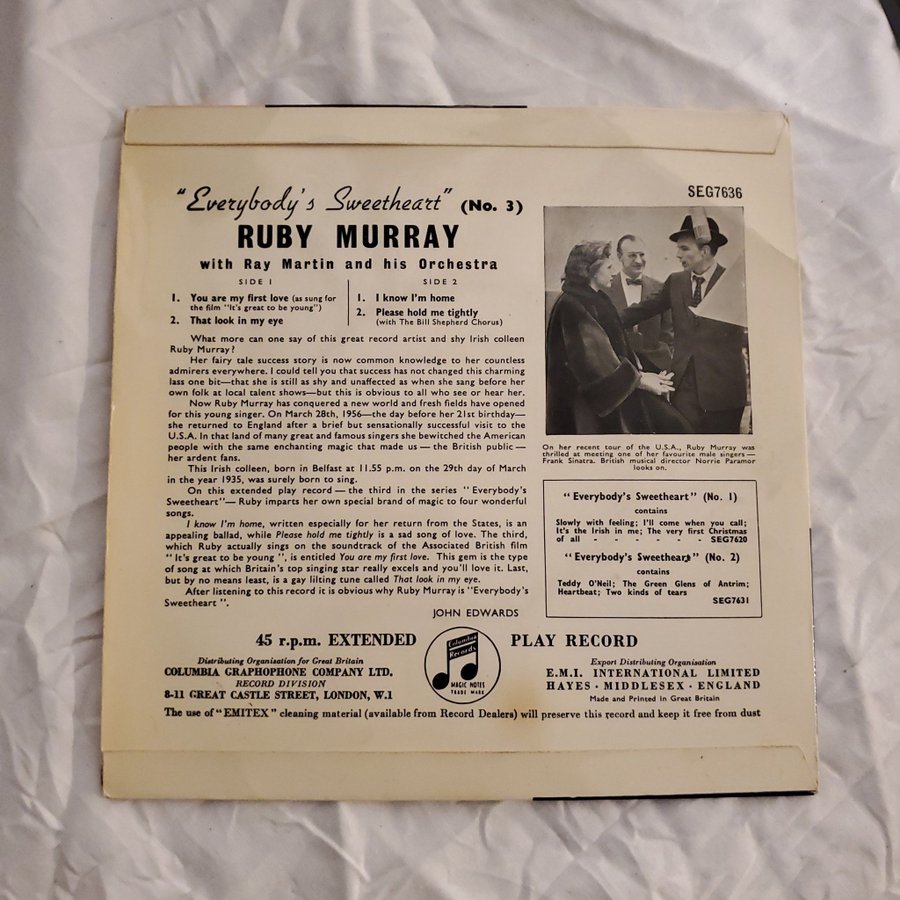 "Everybody's Sweetheart" (No. 3)
SEG7636
RUBY MURRAY
with Ray Martin and his Orchestra
SIDE 1
1. You are my first love (as sung for
the film "It's great to be young")
2. That look in my eye
SIDE 2
1. I know I'm home
2. Please hold me tightly
(with The Bill Shepherd Chorus)
What more can one say of this great record artist and shy Irish colleen
Ruby Murray?
Her fairy tale success story is now common knowledge to her countless
admirers everywhere. I could tell you that success has not changed this charming
lass one bit—that she is still as shy and unaffected as when she sang before her
own folk at local talent shows—but this is obvious to all who see or hear her.
Now Ruby Murray has conquered a new world and fresh fields have opened
for this young singer. On March 28th, 1956—the day before her 21st birthday—
she returned to England after a brief but sensationally successful visit to the
U.S.A. In that land of many great and famous singers she bewitched the American
people with the same enchanting magic that made us — the British public —
her ardent fans.
This Irish colleen, born in Belfast at 11.55 p.m. on the 29th day of March
in the year 1935, was surely born to sing.
On this extended play record — the third in the series "Everybody's
Sweetheart"— Ruby imparts her own special brand of magic to four wonderful
songs.
I know I'm home, written especially for her return from the States, is an
appealing ballad, while Please hold me tightly is a sad song of love. The third,
which Ruby actually sings on the soundtrack of the Associated British film
"It's great to be young", is entitled You are my first love. This gem is the type
of song at which Britain's top singing star really excels and you'll love it. Last,
but by no means least, is a gay lilting tune called That look in my eye.
After listening to this record it is obvious why Ruby Murray is "Everybody's
Sweetheart".
JOHN EDWARDS
On her recent tour of the U.S.A., Ruby Murray was
thrilled at meeting one of her favourite male singers—
Frank Sinatra. British musical director Norrie Paramor
looks on.
"Everybody's Sweetheart" (No. 1)
contains
Slowly with feeling; I'll come when you call;
It's the Irish in me; The very first Christmas
of all - - - - - - SEG7620
"Everybody's Sweetheart" (No. 2)
contains
Teddy O'Neil; The Green Glens of Antrim;
Heartbeat; Two kinds of tears
SEG7631
45 r.p.m. EXTENDED PLAY RECORD
Columbia
Records
MAGIC NOTES
TRADE MARK
Distributing Organisation for Great Britain
COLUMBIA GRAPHOPHONE COMPANY LTD.
RECORD DIVISION
8-11 GREAT CASTLE STREET, LONDON, W.1
Export Distributing Organisation
E.M.I. INTERNATIONAL LIMITED
HAYES · MIDDLESEX · ENGLAND
Made and Printed in Great Britain
The use of "EMITEX" cleaning material (available from Record Dealers) will preserve this record and keep it free from dust